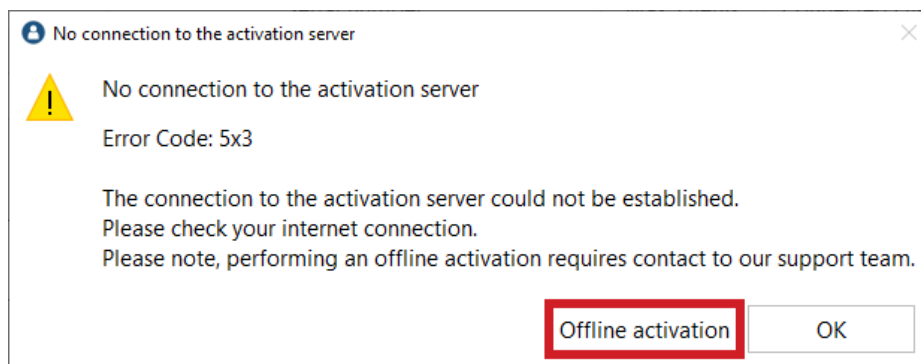 No connection to the activation server
No connection to the activation server
Error Code: 5x3
The connection to the activation server could not be established.
Please check your internet connection.
Please note, performing an offline activation requires contact to our support team.
Offline activation
OK